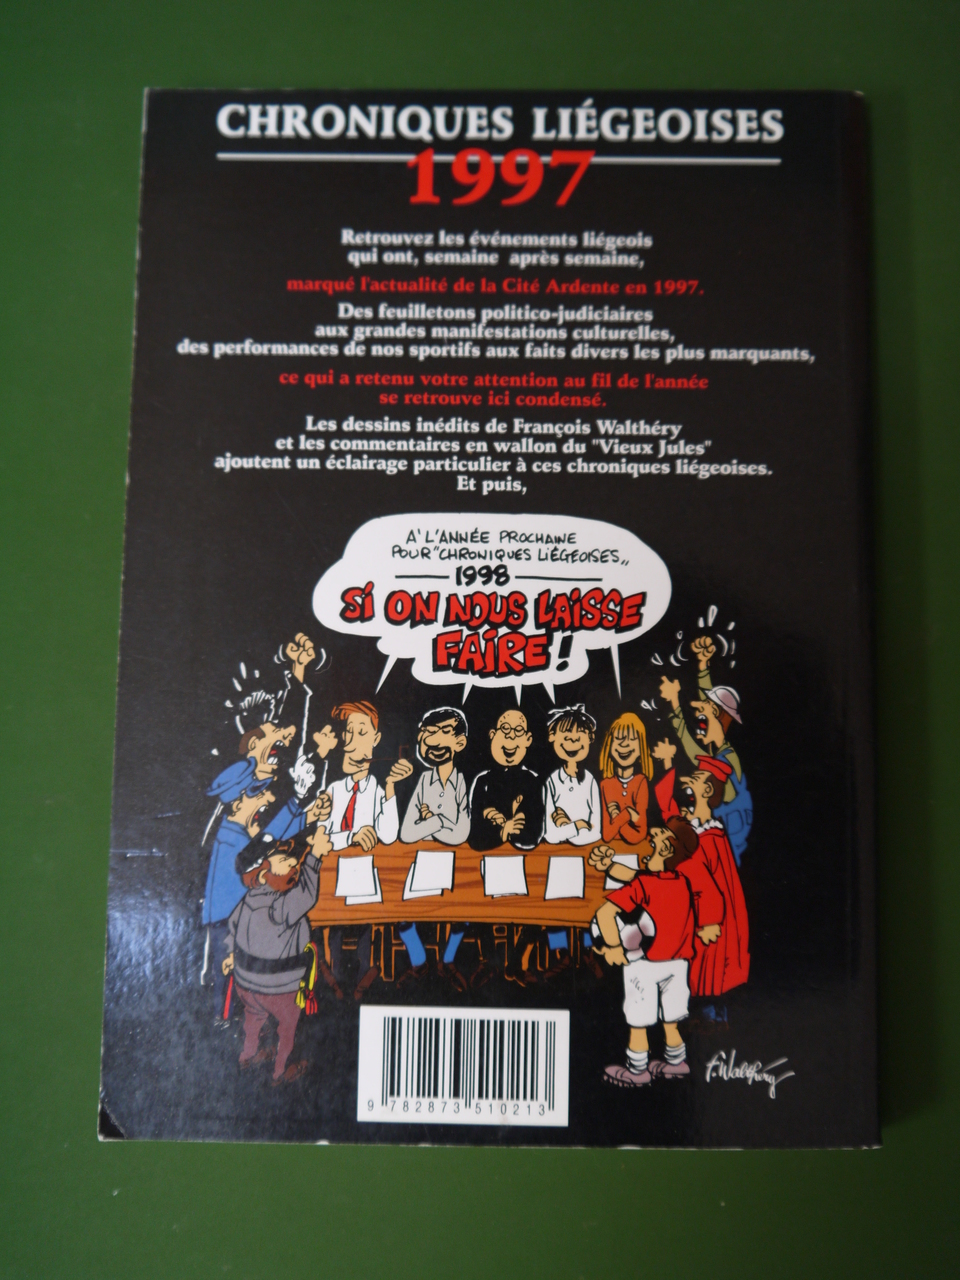 CHRONIQUES LIÉGEOISES
1997
Retrouvez les événements liégeois
qui ont, semaine après semaine,
marqué l'actualité de la Cité Ardente en 1997.
Des feuilletons politico-judiciaires
aux grandes manifestations culturelles,
des performances de nos sportifs aux faits divers les plus marquants,
ce qui a retenu votre attention au fil de l'année
se retrouve ici condensé.
Les dessins inédits de François Walthéry
et les commentaires en wallon du "Vieux Jules"
ajoutent un éclairage particulier à ces chroniques liégeoises.
Et puis,
A' L'ANNÉE PROCHAINE
POUR "CHRONIQUES LIÉGEOISES"
1998
SI ON NOUS LAISSE
FAIRE !
F. Walthéry
9 782873 510213